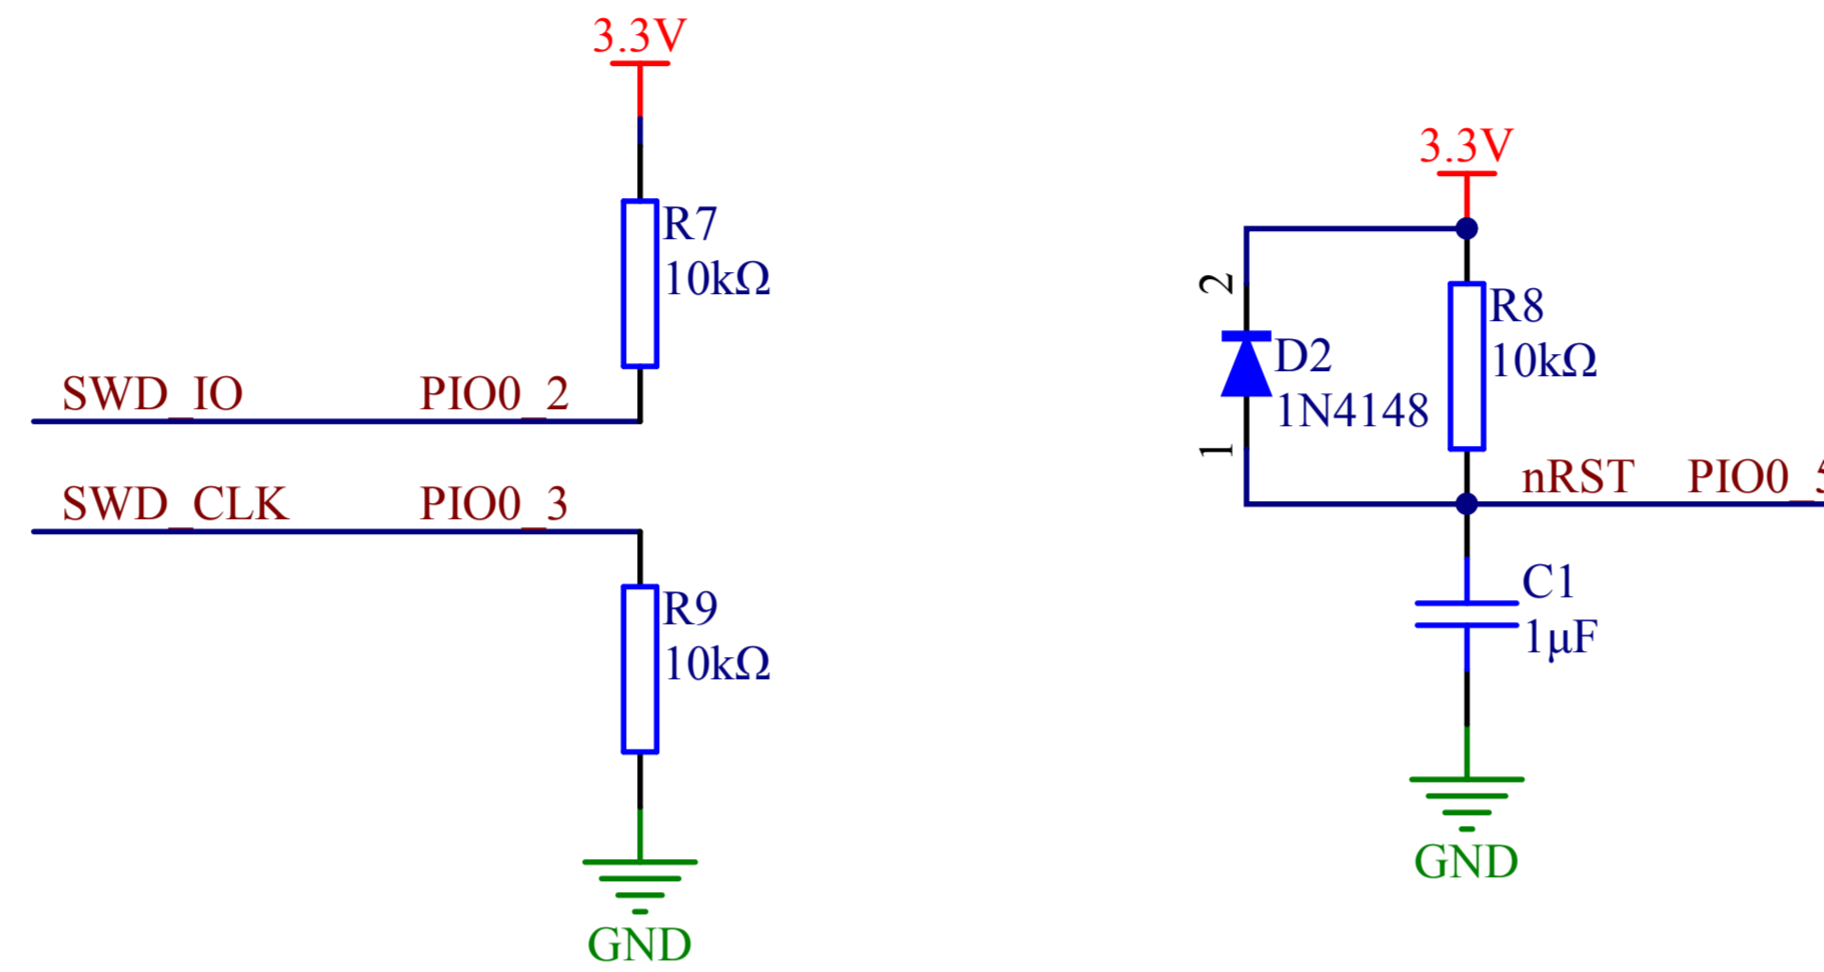 3.3V
R7
10kΩ
SWD_IO PIO0_2
SWD_CLK PIO0_3
R9
10kΩ
GND
3.3V
2
R8
10kΩ
D2
1N4148
1
nRST PIO0_5
C1
1μF
GND